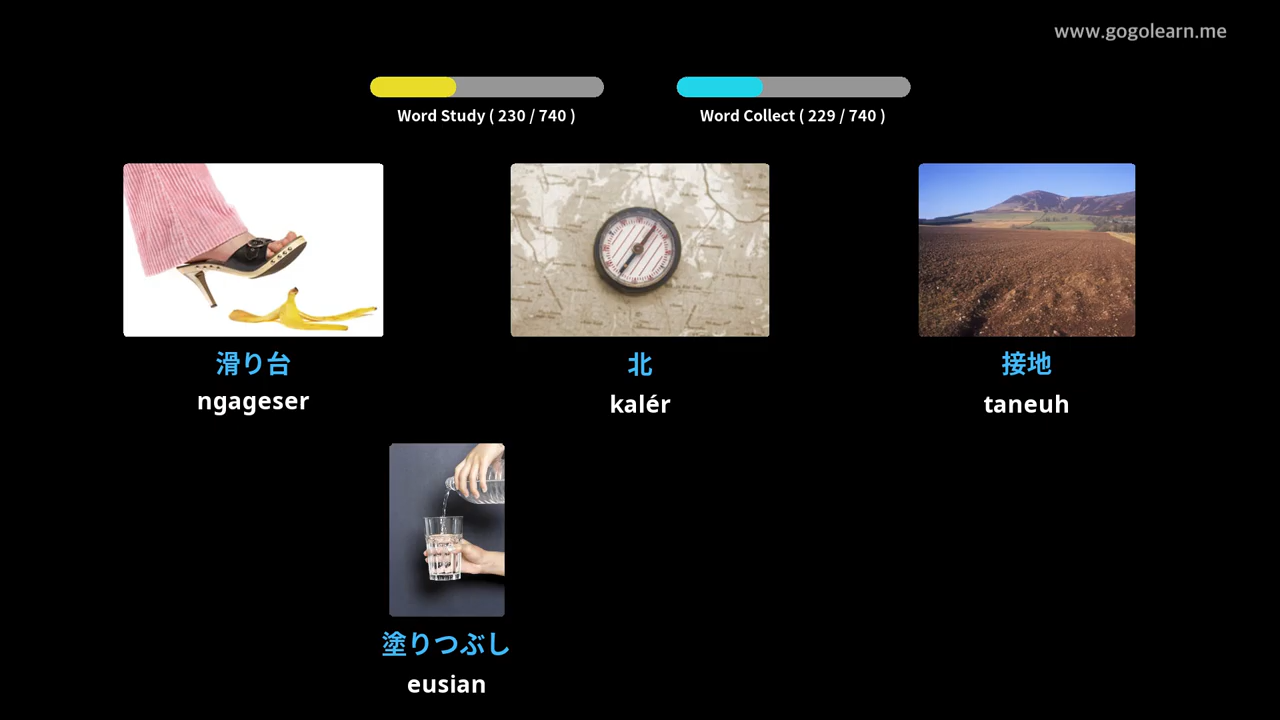 www.gogolearn.me
Word Study ( 230 / 740 )
Word Collect ( 229 / 740 )
滑り台
ngageser
北
kalér
接地
taneuh
塗りつぶし
eusian